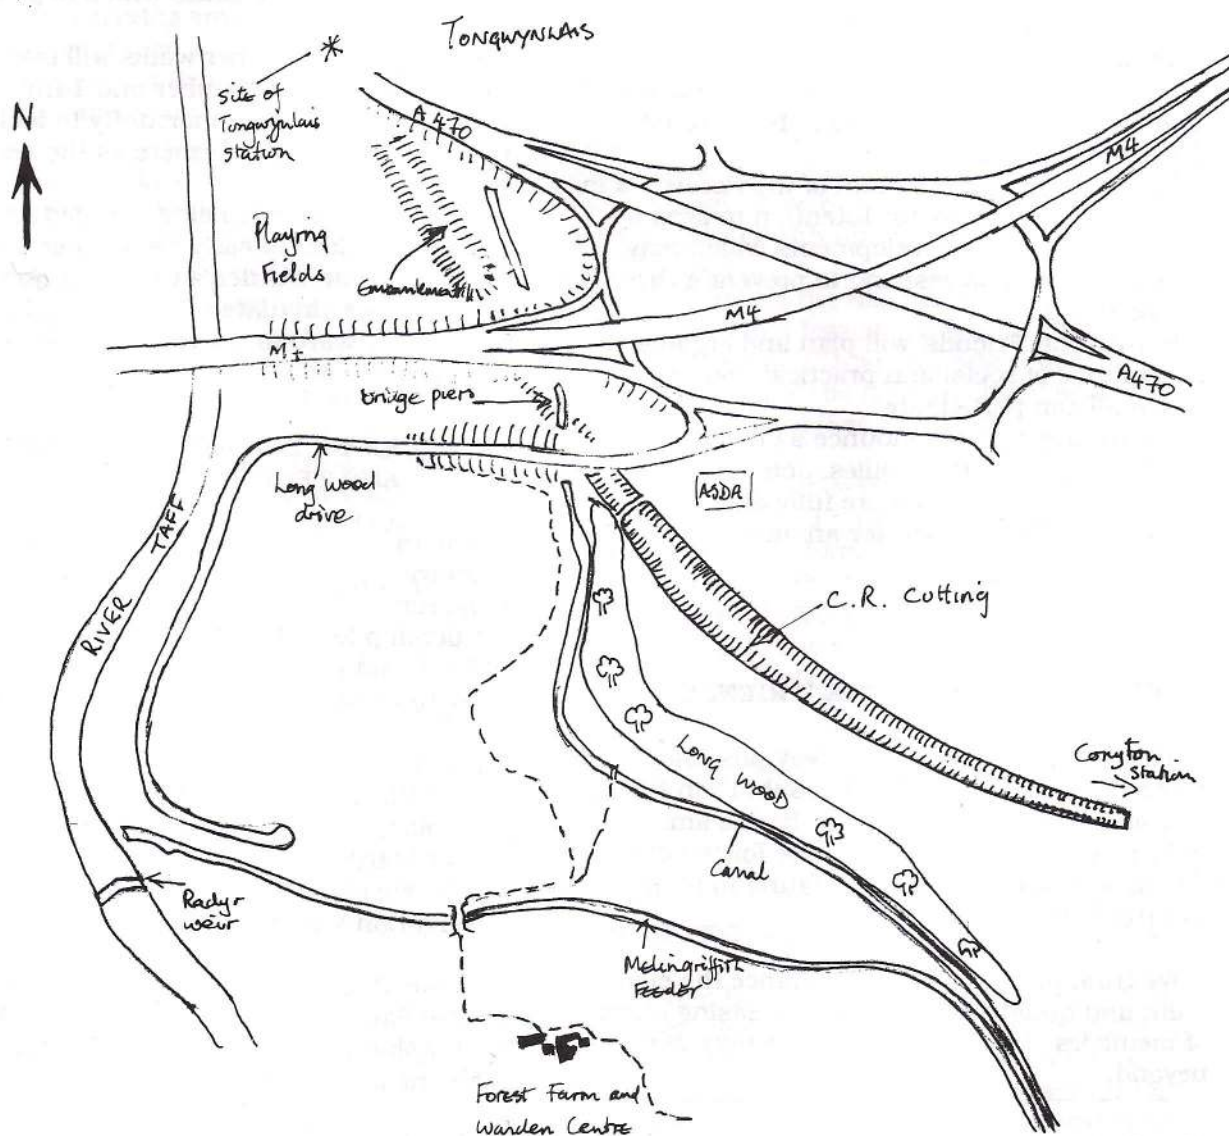 TONGWYNLAIS
Site of
Tongwynlais
station
N
A 470
M4
Playing
Fields
Embankment
M4
M4
A470
Bridge piers
Long wood
drive
ASDA
RIVER TAFF
C.R. Cutting
LONG WOOD
Coryton
station
Canal
Radyr
weir
Melingriffith
FEEDER
Forest Farm and
Warden Centre